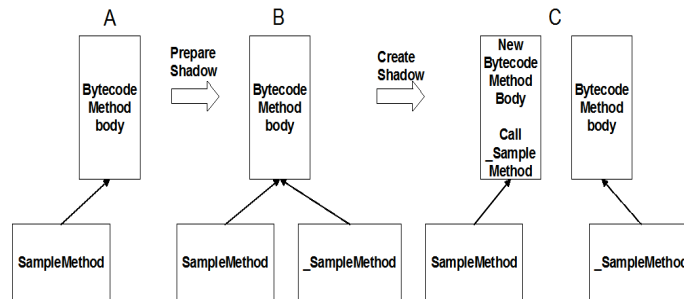 A
B
C
Bytecode
Method
body
Prepare
Shadow
Bytecode
Method
body
Create
Shadow
New
Bytecode
Method
Body
Call
_Sample
Method
Bytecode
Method
body
SampleMethod
SampleMethod
_SampleMethod
SampleMethod
_SampleMethod